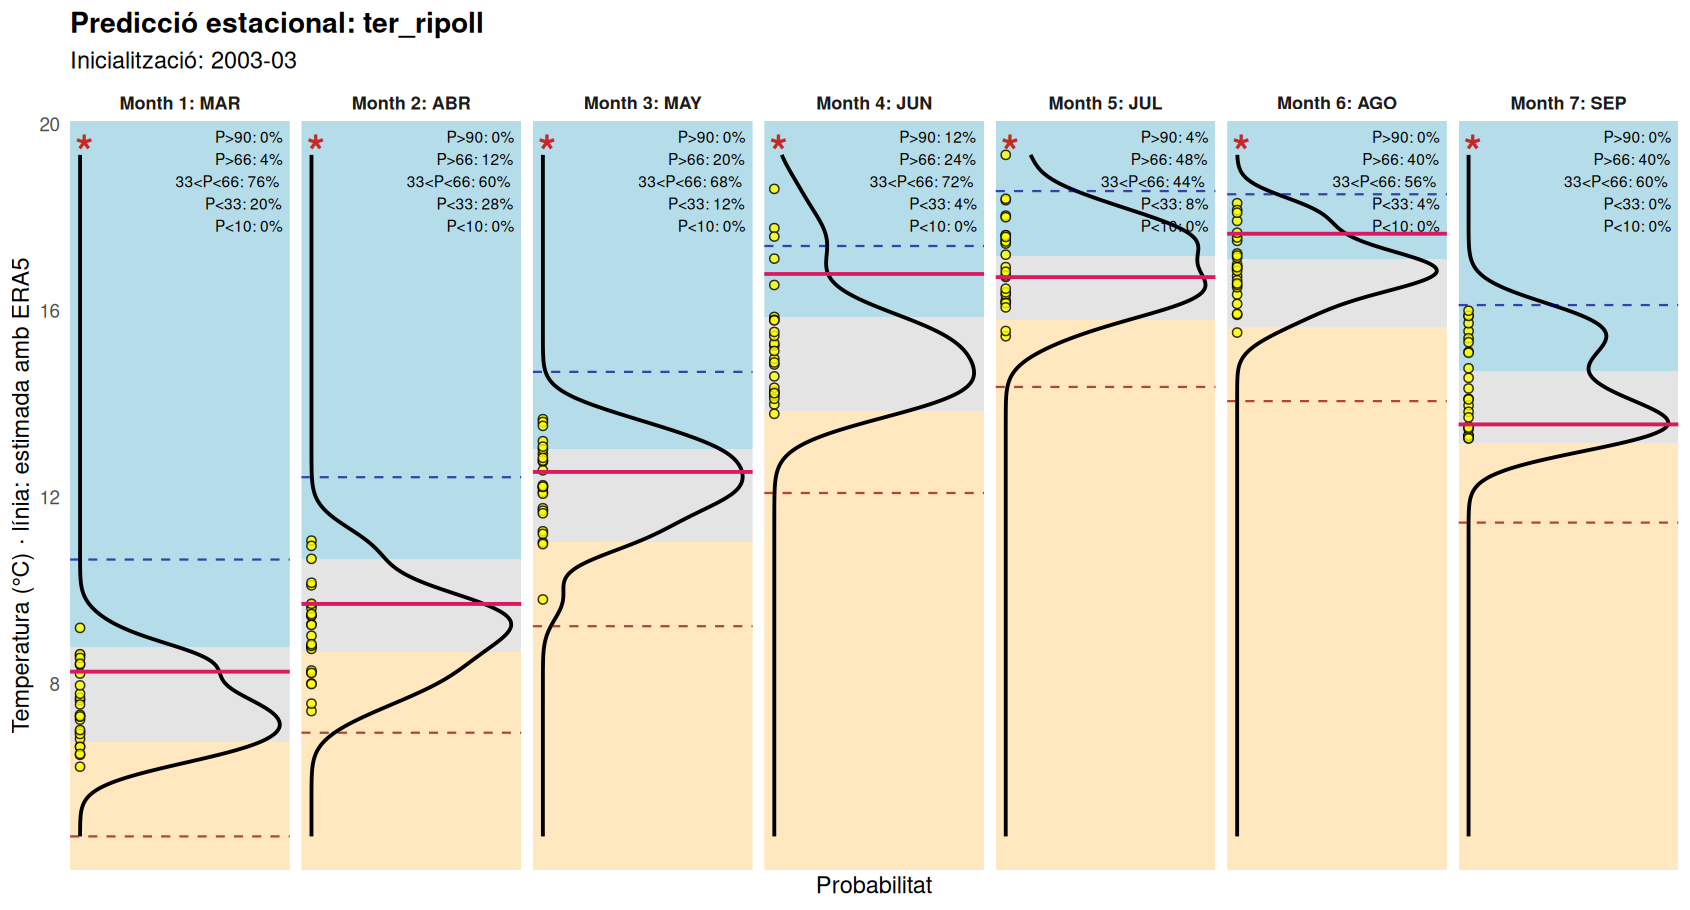 Predicció estacional: ter_ripoll
Inicialització: 2003-03
Month 1: MAR
Month 2: ABR
Month 3: MAY
Month 4: JUN
Month 5: JUL
Month 6: AGO
Month 7: SEP
*
P>90: 0%
P>66: 4%
33<P<66: 76%
P<33: 20%
P<10: 0%
*
P>90: 0%
P>66: 12%
33<P<66: 60%
P<33: 28%
P<10: 0%
*
P>90: 0%
P>66: 20%
33<P<66: 68%
P<33: 12%
P<10: 0%
*
P>90: 12%
P>66: 24%
33<P<66: 72%
P<33: 4%
P<10: 0%
*
P>90: 4%
P>66: 48%
33<P<66: 44%
P<33: 8%
P<10: 0%
*
P>90: 0%
P>66: 40%
33<P<66: 56%
P<33: 4%
P<10: 0%
*
P>90: 0%
P>66: 40%
33<P<66: 60%
P<33: 0%
P<10: 0%
20
16
12
8
Temperatura (°C) · línia: estimada amb ERA5
Probabilitat